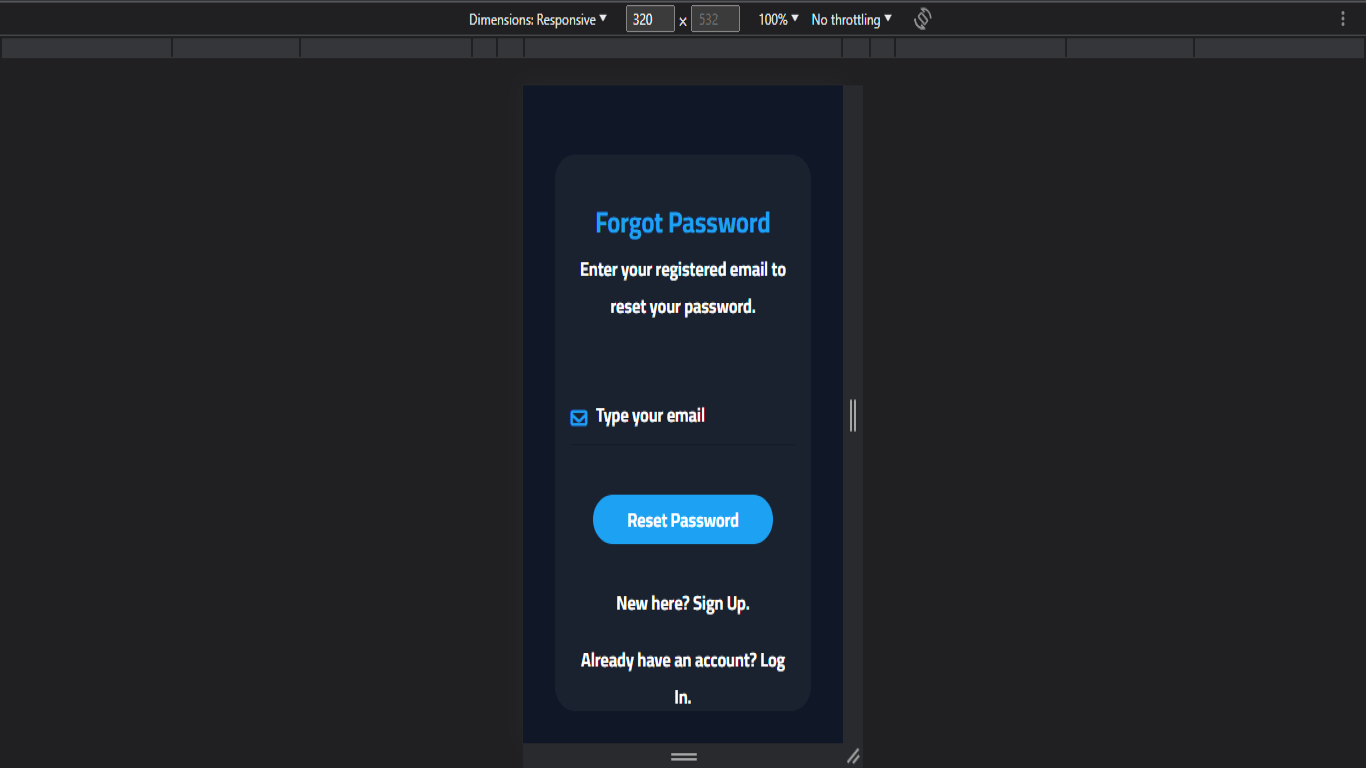 Dimensions: Responsive 320 x 532 100% No throttling
Forgot Password
Enter your registered email to
reset your password.
Type your email
Reset Password
New here? Sign Up.
Already have an account? Log
In.